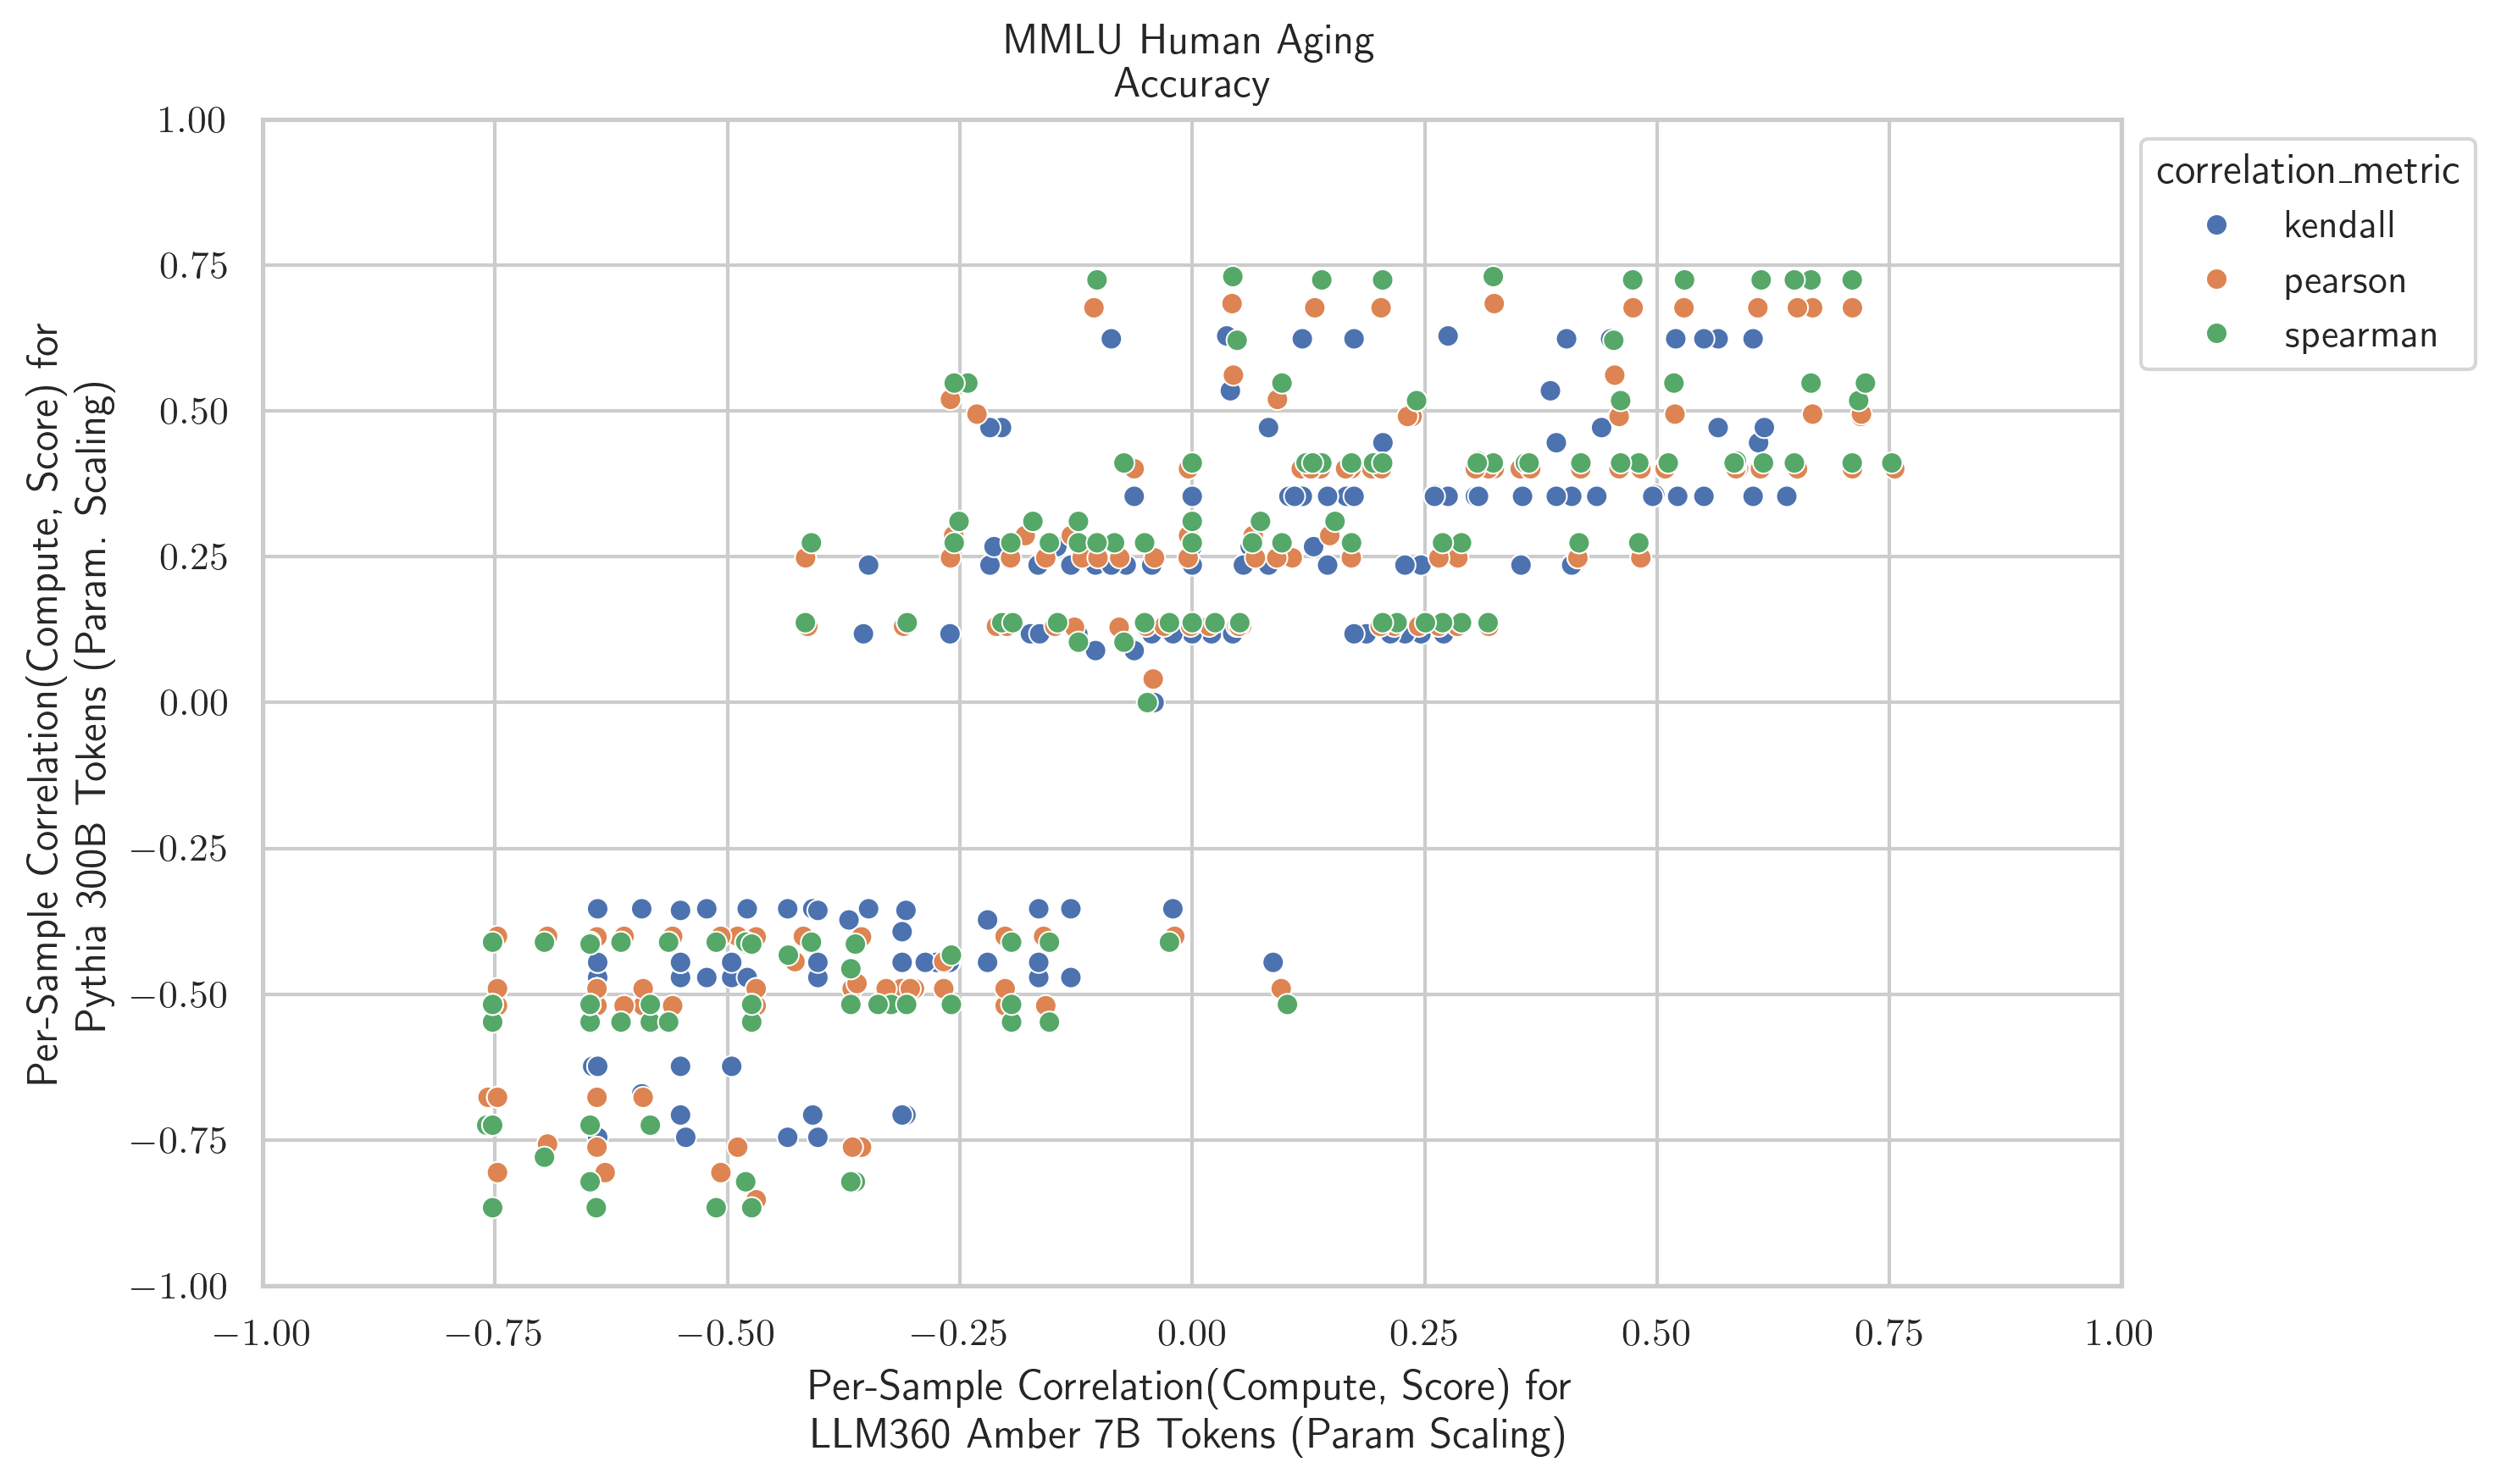 MMLU Human Aging
Accuracy
1.00
0.75
0.50
0.25
0.00
−0.25
−0.50
−0.75
−1.00
Per-Sample Correlation(Compute, Score) for
Pythia 300B Tokens (Param. Scaling)
−1.00 −0.75 −0.50 −0.25 0.00 0.25 0.50 0.75 1.00
Per-Sample Correlation(Compute, Score) for
LLM360 Amber 7B Tokens (Param Scaling)
correlation_metric
kendall
pearson
spearman